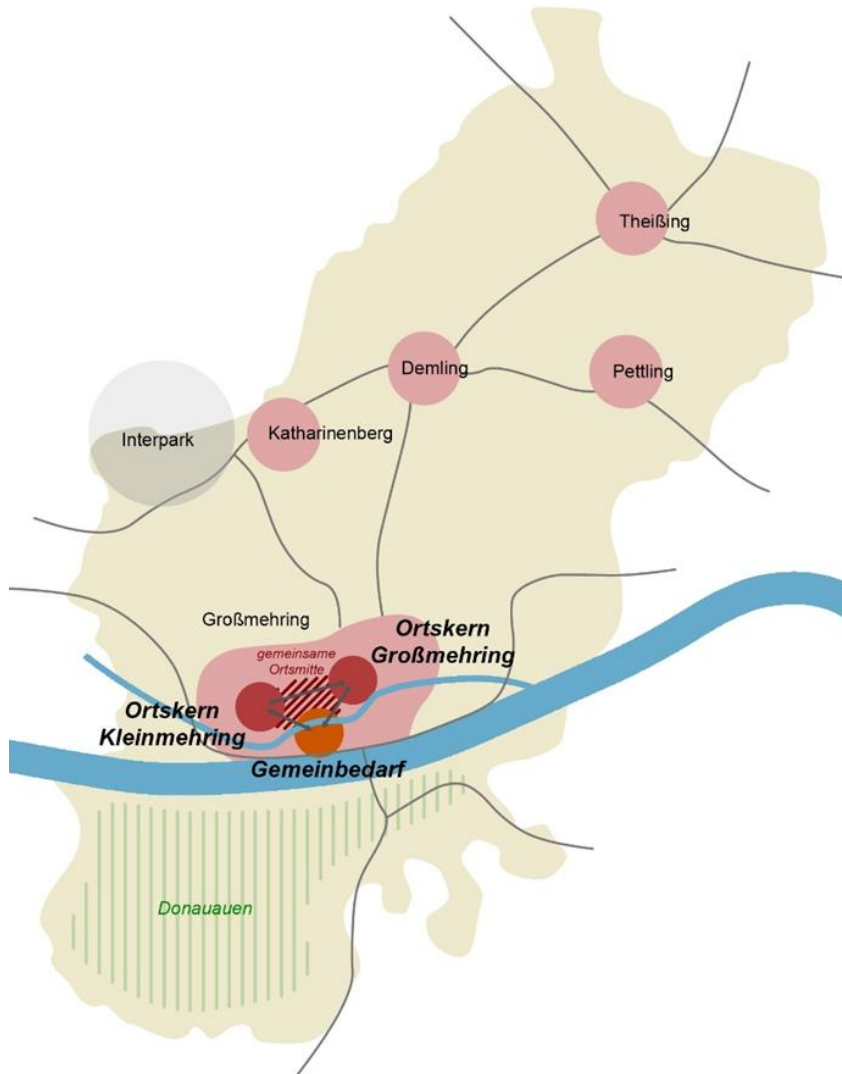 Theißing
Demling
Pettling
Katharinenberg
Interpark
Großmehring
Ortskern
Großmehring
gemeinsame
Ortsmitte
Ortskern
Kleinmehring
Gemeinbedarf
Donauauen